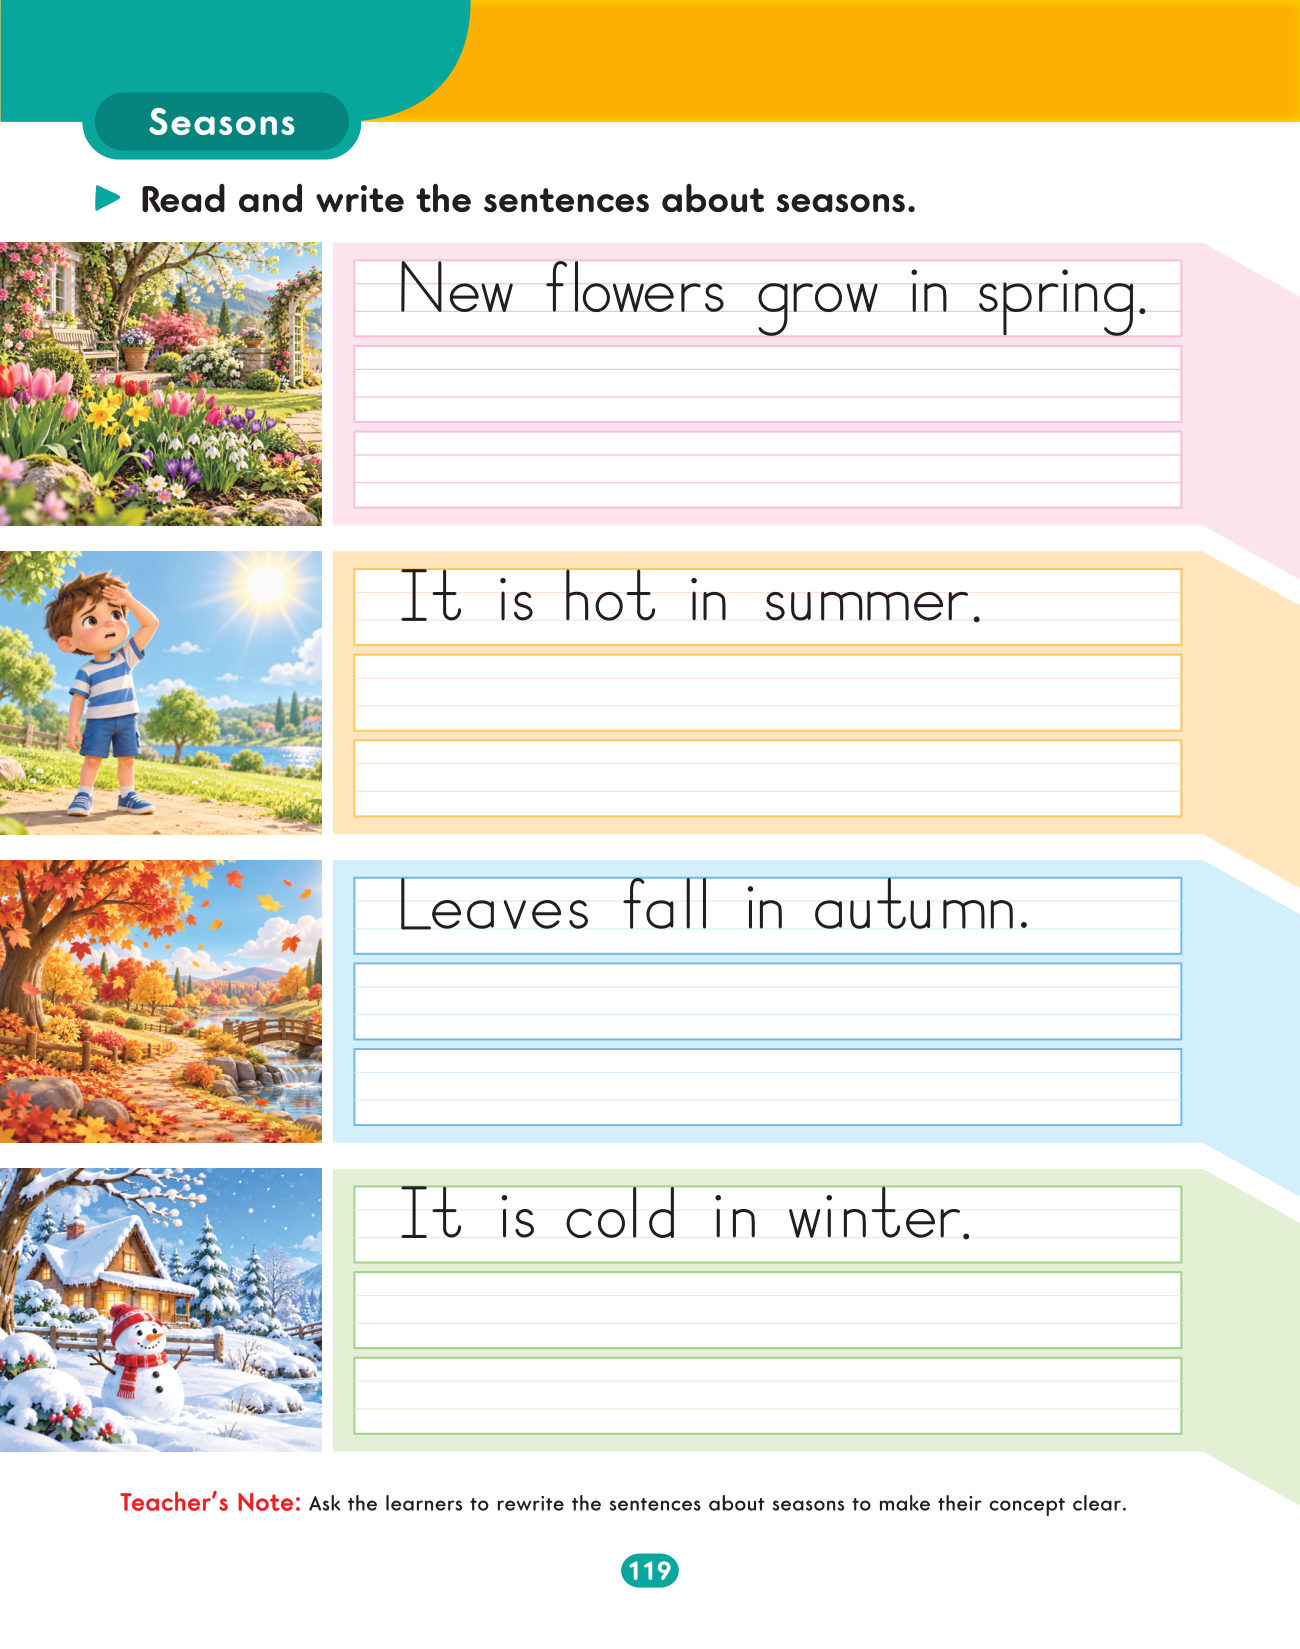 Seasons
Read and write the sentences about seasons.
New flowers grow in spring.
It is hot in summer.
Leaves fall in autumn.
It is cold in winter.
Teacher's Note: Ask the learners to rewrite the sentences about seasons to make their concept clear.
119